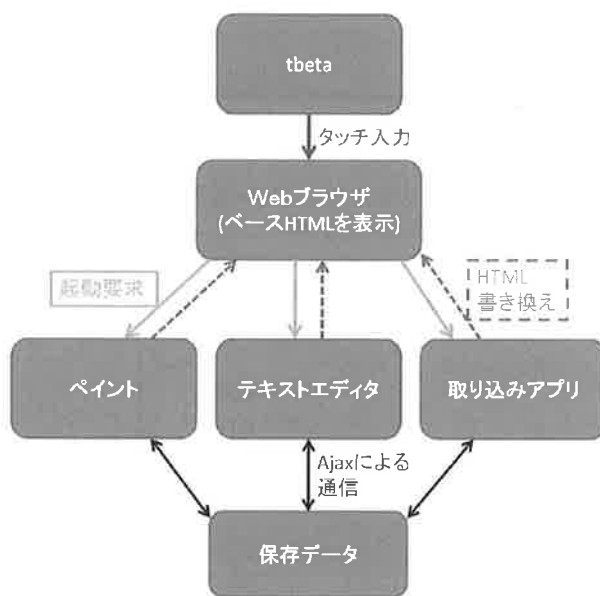 tbeta
タッチ入力
Webブラウザ
(ベースHTMLを表示)
起動要求
HTML
書き換え
ペイント
テキストエディタ
取り込みアプリ
Ajaxによる
通信
保存データ